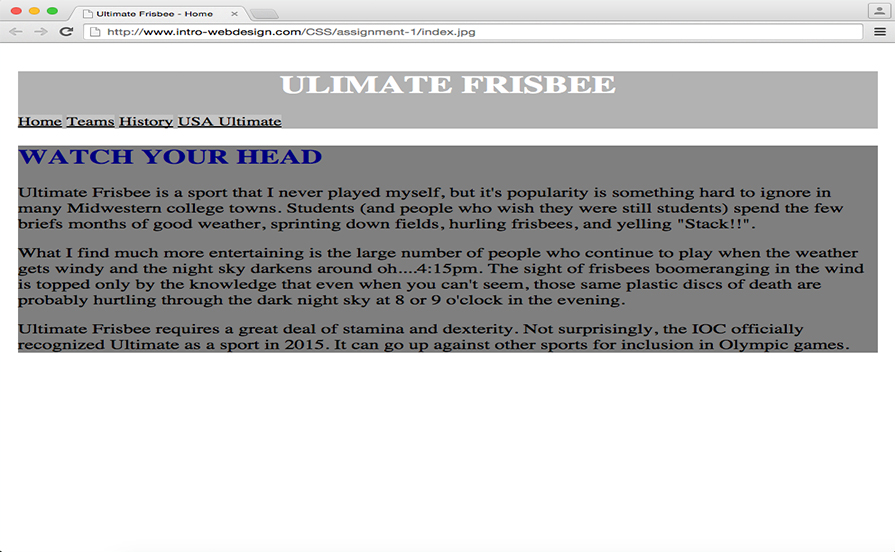 Ultimate Frisbee - Home
http://www.intro-webdesign.com/CSS/assignment-1/index.jpg
ULIMATE FRISBEE
Home Teams History USA Ultimate
WATCH YOUR HEAD
Ultimate Frisbee is a sport that I never played myself, but it's popularity is something hard to ignore in
many Midwestern college towns. Students (and people who wish they were still students) spend the few
briefs months of good weather, sprinting down fields, hurling frisbees, and yelling "Stack!!".
What I find much more entertaining is the large number of people who continue to play when the weather
gets windy and the night sky darkens around oh....4:15pm. The sight of frisbees boomeranging in the wind
is topped only by the knowledge that even when you can't seem, those same plastic discs of death are
probably hurtling through the dark night sky at 8 or 9 o'clock in the evening.
Ultimate Frisbee requires a great deal of stamina and dexterity. Not surprisingly, the IOC officially
recognized Ultimate as a sport in 2015. It can go up against other sports for inclusion in Olympic games.